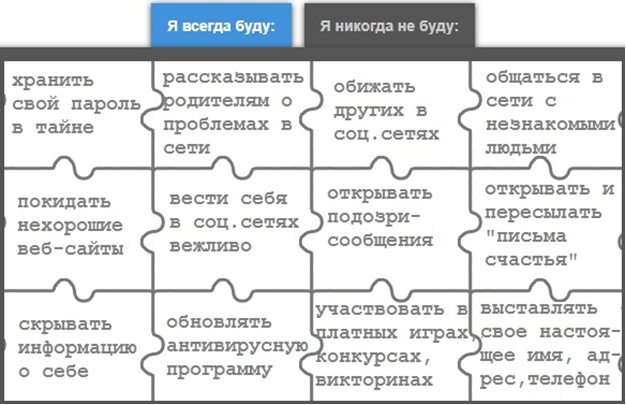 Я всегда буду:
Я никогда не буду:
хранить
свой пароль
в тайне
рассказывать
родителям о
проблемах в
сети
обижать
других в
соц.сетях
общаться в
сети с
незнакомыми
людьми
покидать
нехорошие
веб-сайты
вести себя
в соц.сетях
вежливо
открывать
подозри-
сообщения
открывать и
пересылать
"письма
счастья"
скрывать
информацию
о себе
обновлять
антивирусную
программу
участвовать в
платных играх,
конкурсах,
викторинах
выставлять
свое настоя-
щее имя, ад-
рес,телефон